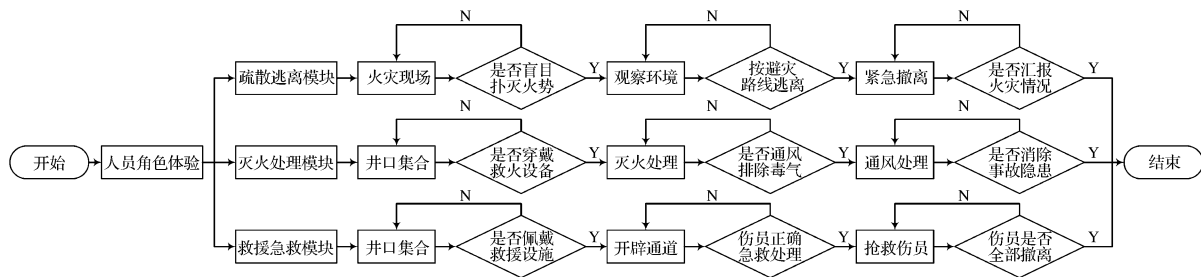 N
N
N
疏散逃离模块
火灾现场
是否盲目
扑灭火势
Y
观察环境
按避灾
路线逃离
Y
紧急撤离
是否汇报
火灾情况
Y
N
N
N
开始
人员角色体验
灭火处理模块
井口集合
是否穿戴
救火设备
Y
灭火处理
是否通风
排除毒气
Y
通风处理
是否消除
事故隐患
Y
结束
N
N
N
救援急救模块
井口集合
是否佩戴
救援设施
Y
开辟通道
伤员正确
急救处理
Y
抢救伤员
伤员是否
全部撤离
Y